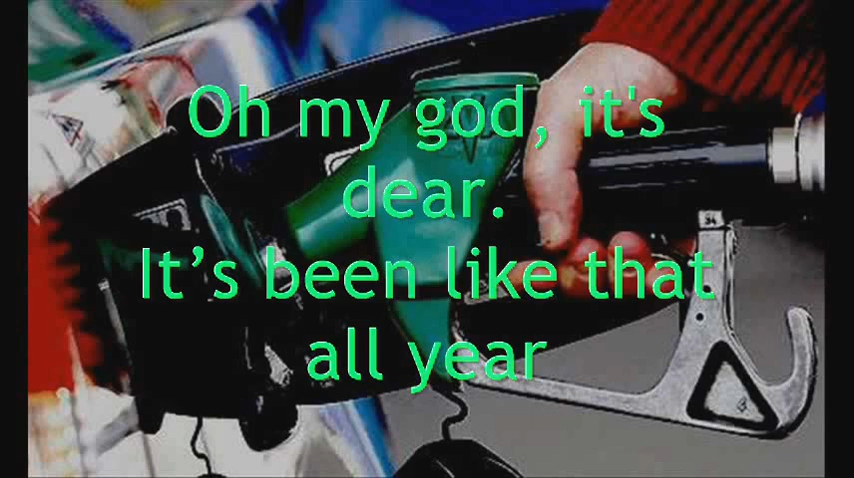 Oh my god, it's
dear.
It’s been like that
all year